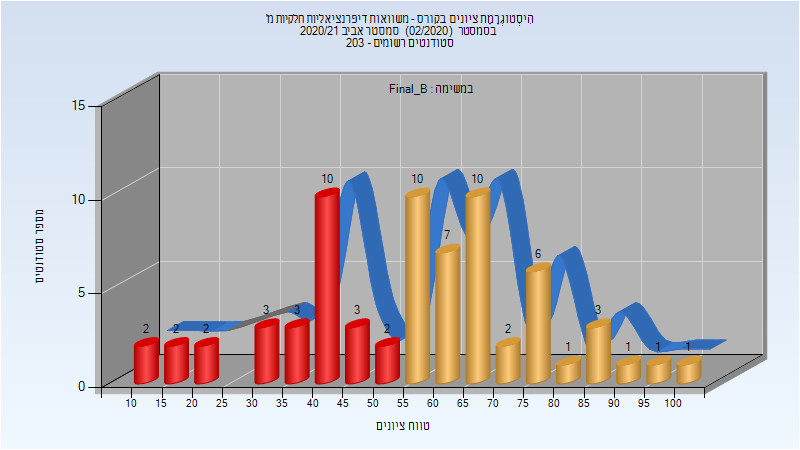 הִיסְטוֹגְרָמַת ציונים בקורס - משוואות דיפרנציאליות חלקיות מ'
בסמסטר (02/2020) סמסטר אביב 2020/21
סטודנטים רשומים - 203
במשימה : Final_B
מספר סטודנטים
15
10
5
0
2 2 2 3 3 10 3 2 10 7 10 2 6 1 3 1 1 1
10 15 20 25 30 35 40 45 50 55 60 65 70 75 80 85 90 95 100
טווח ציונים